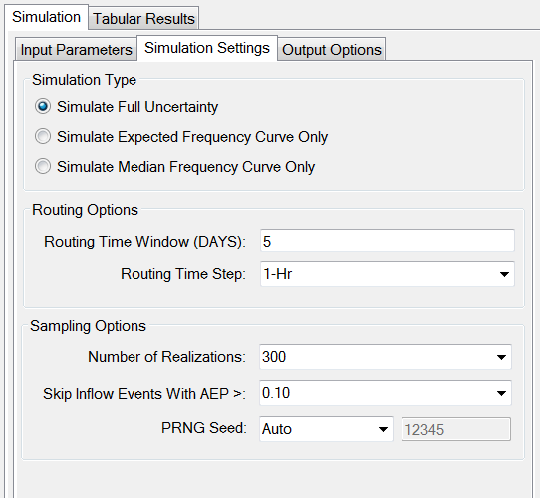 Simulation Tabular Results
Input Parameters Simulation Settings Output Options
Simulation Type
Simulate Full Uncertainty
Simulate Expected Frequency Curve Only
Simulate Median Frequency Curve Only
Routing Options
Routing Time Window (DAYS): 5
Routing Time Step: 1-Hr
Sampling Options
Number of Realizations: 300
Skip Inflow Events With AEP >: 0.10
PRNG Seed: Auto 12345